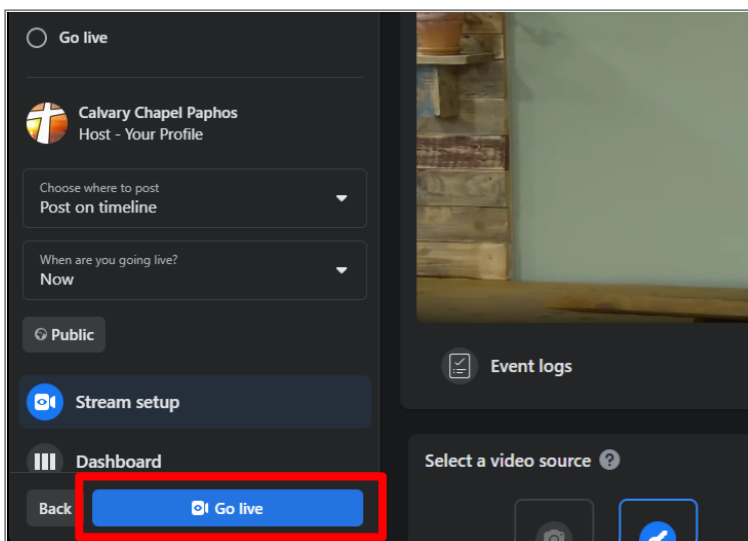 Go live
Calvary Chapel Paphos
Host - Your Profile
Choose where to post
Post on timeline
When are you going live?
Now
Public
Stream setup
Dashboard
Back
Go live
Event logs
Select a video source